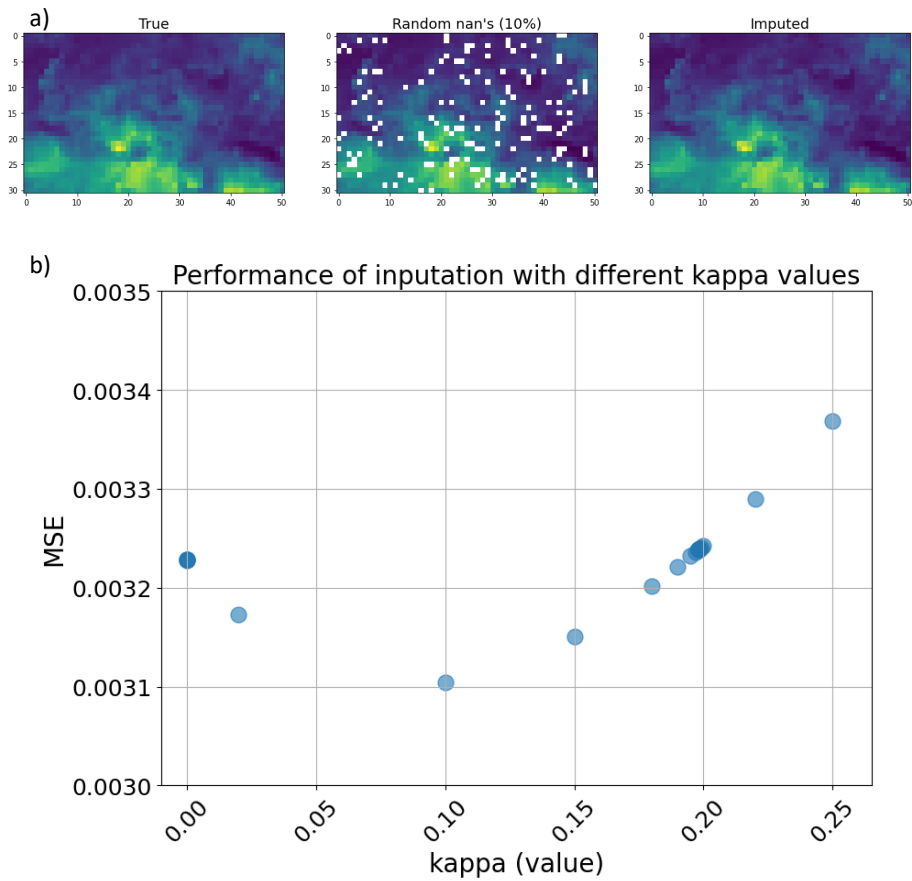 a)
True
Random nan's (10%)
Imputed
0
5
10
15
20
25
30
0 10 20 30 40 50
0
5
10
15
20
25
30
0 10 20 30 40 50
0
5
10
15
20
25
30
0 10 20 30 40 50
b)
Performance of inputation with different kappa values
MSE
0.0035
0.0034
0.0033
0.0032
0.0031
0.0030
0.00 0.05 0.10 0.15 0.20 0.25
kappa (value)